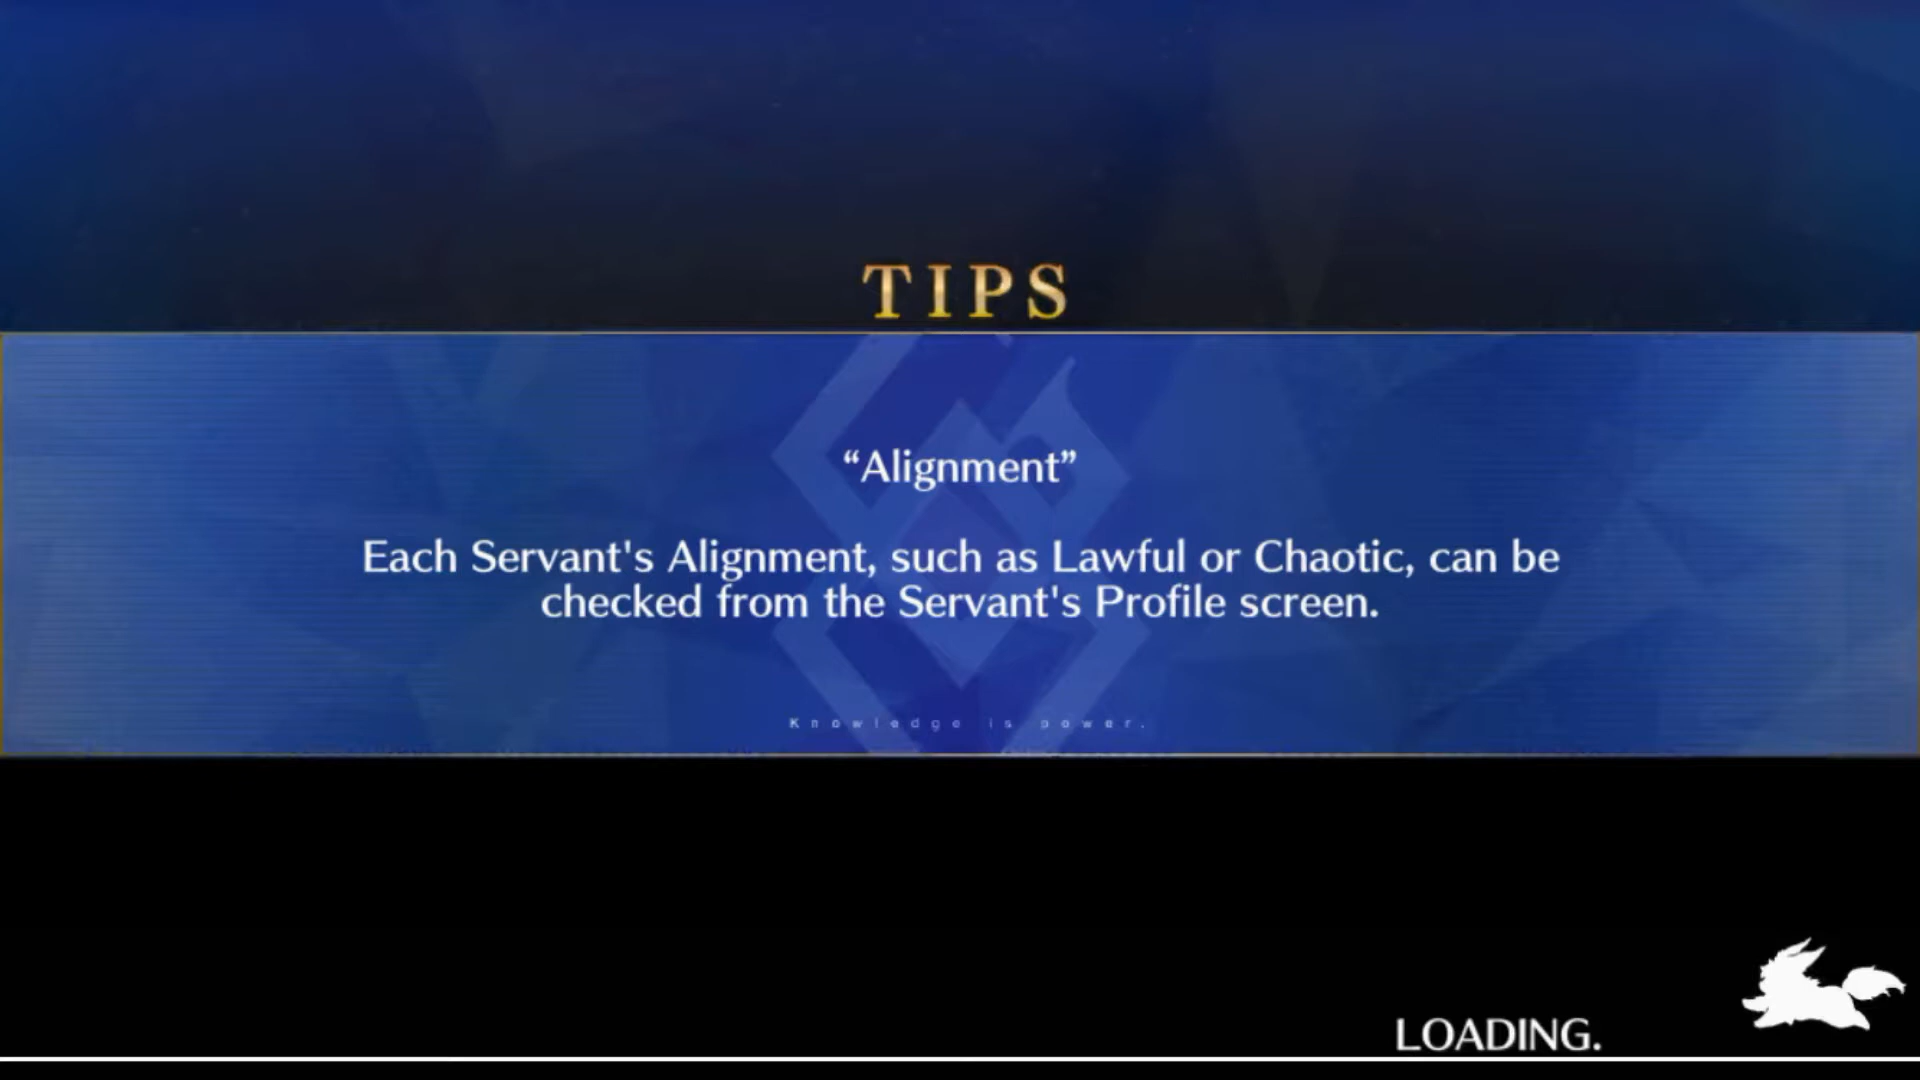 TIPS
“Alignment”
Each Servant's Alignment, such as Lawful or Chaotic, can be
checked from the Servant's Profile screen.
Knowledge is power.
LOADING.